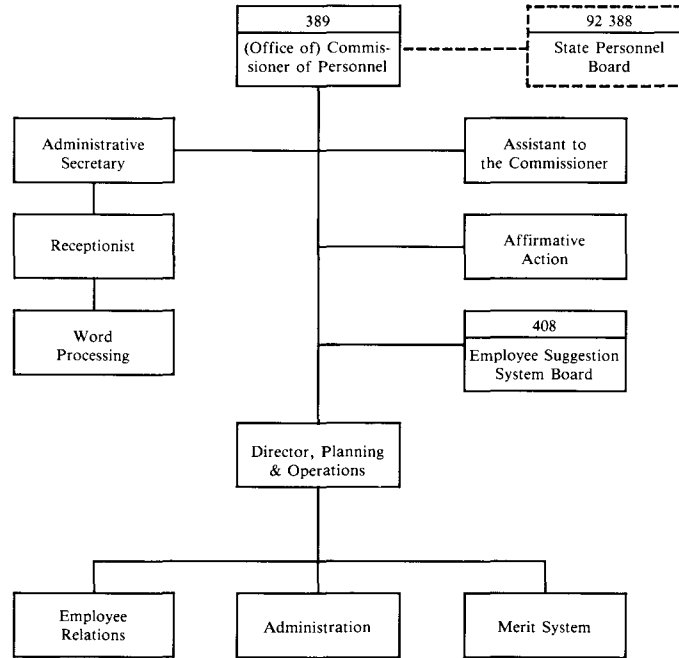 389
(Office of) Commis-
sioner of Personnel
92 388
State Personnel
Board
Administrative
Secretary
Assistant to
the Commissioner
Receptionist
Affirmative
Action
Word
Processing
408
Employee Suggestion
System Board
Director, Planning
& Operations
Employee
Relations
Administration
Merit System